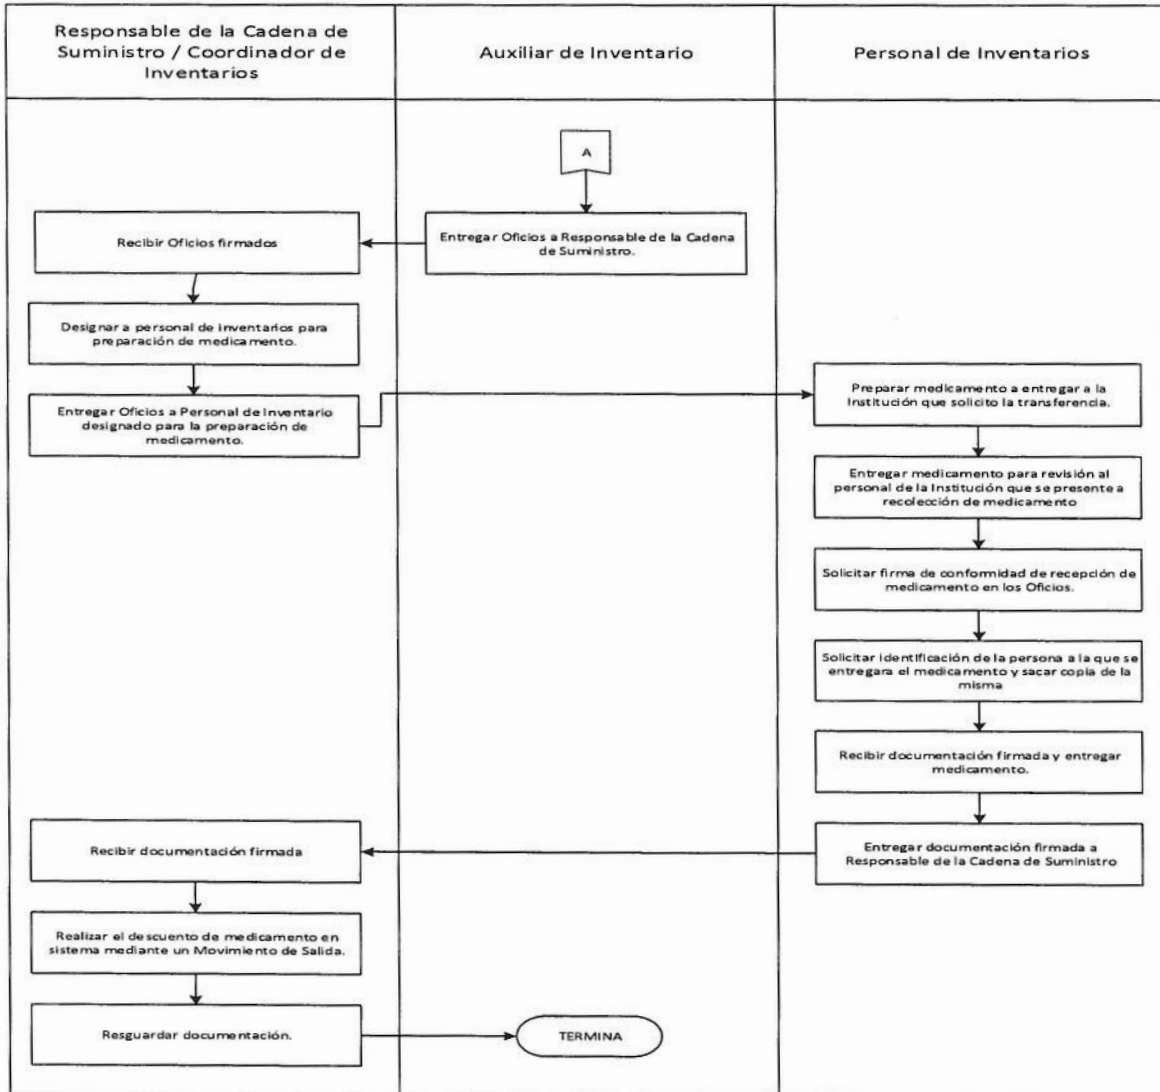 Responsable de la Cadena de
Suministro / Coordinador de
Inventarios
Auxiliar de Inventario
Personal de Inventarios
A
Entregar Oficios a Responsable de la Cadena
de Suministro.
Recibir Oficios firmados
Designar a personal de inventarios para
preparación de medicamento.
Entregar Oficios a Personal de Inventario
designado para la preparación de
medicamento.
Preparar medicamento a entregar a la
Institución que solicito la transferencia.
Entregar medicamento para revisión al
personal de la Institución que se presente a
recolección de medicamento
Solicitar firma de conformidad de recepción de
medicamento en los Oficios.
Solicitar identificación de la persona a la que se
entregara el medicamento y sacar copia de la
misma
Recibir documentación firmada y entregar
medicamento.
Entregar documentación firmada a
Responsable de la Cadena de Suministro
Recibir documentación firmada
Realizar el descuento de medicamento en
sistema mediante un Movimiento de Salida.
Resguardar documentación.
TERMINA